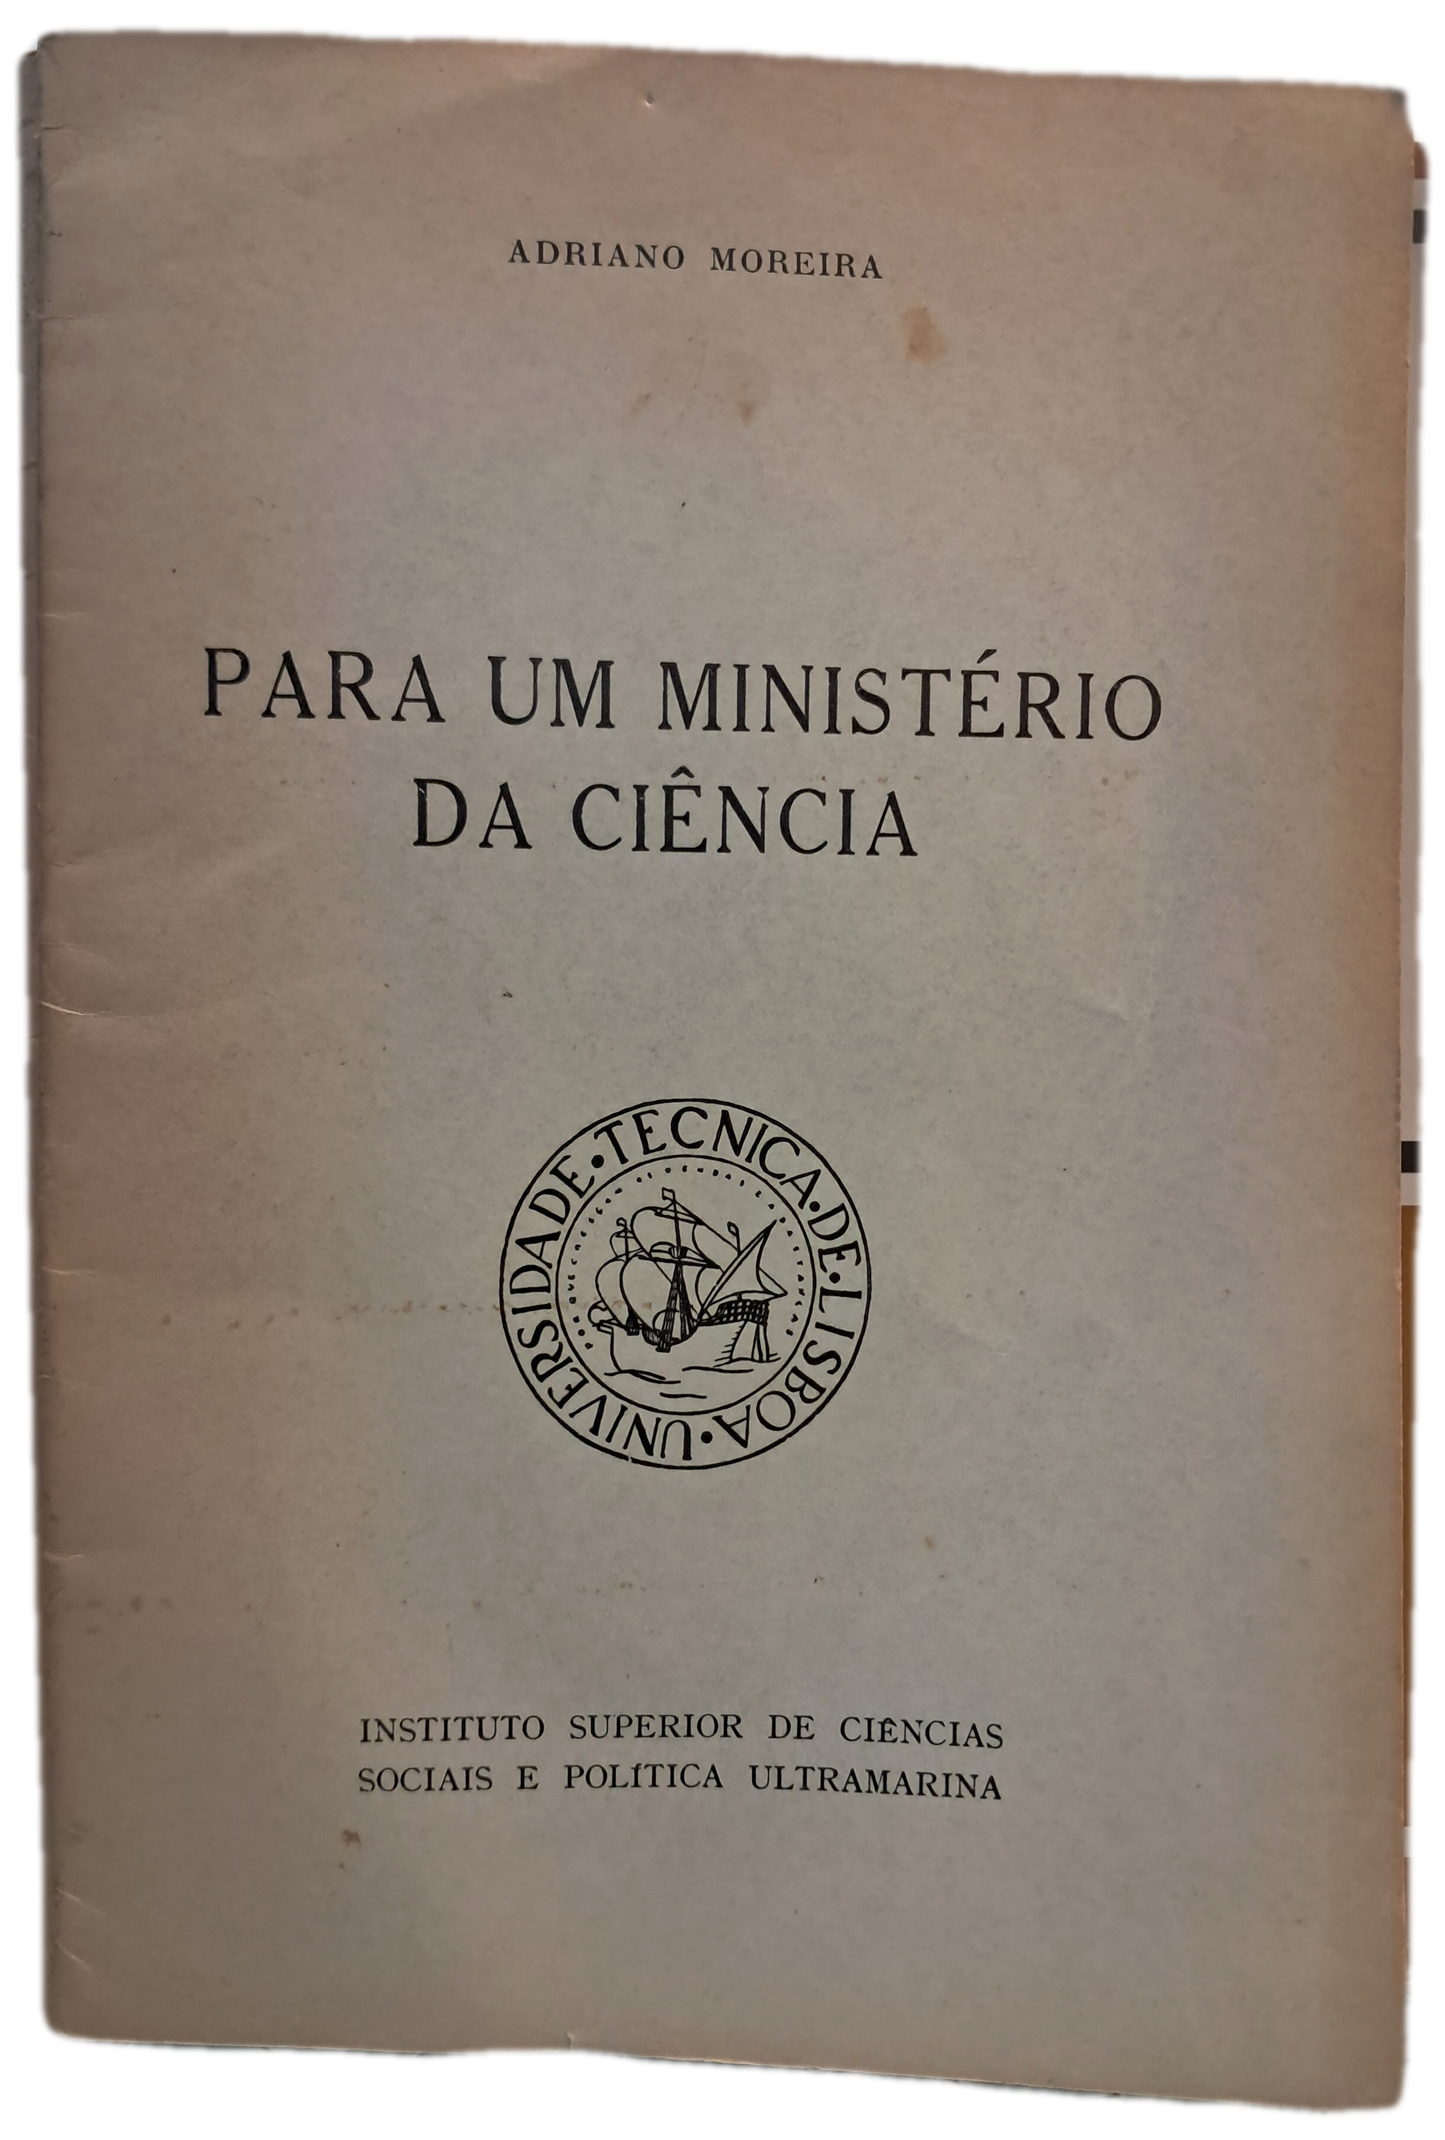 ADRIANO MOREIRA
PARA UM MINISTÉRIO
DA CIÊNCIA
UNIVERSIDADE • TECNICA • DE • LISBOA •
INSTITUTO SUPERIOR DE CIÊNCIAS
SOCIAIS E POLÍTICA ULTRAMARINA